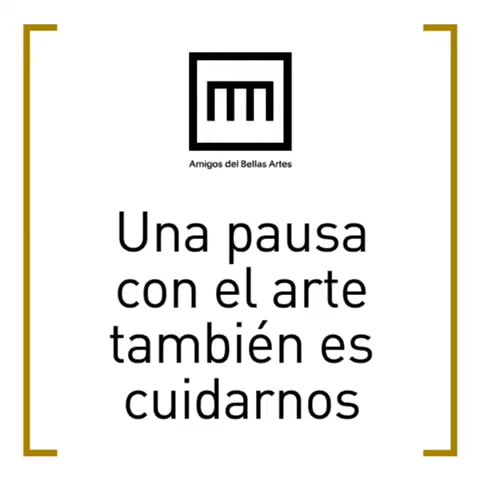 Amigos del Bellas Artes
Una pausa
con el arte
también es
cuidarnos